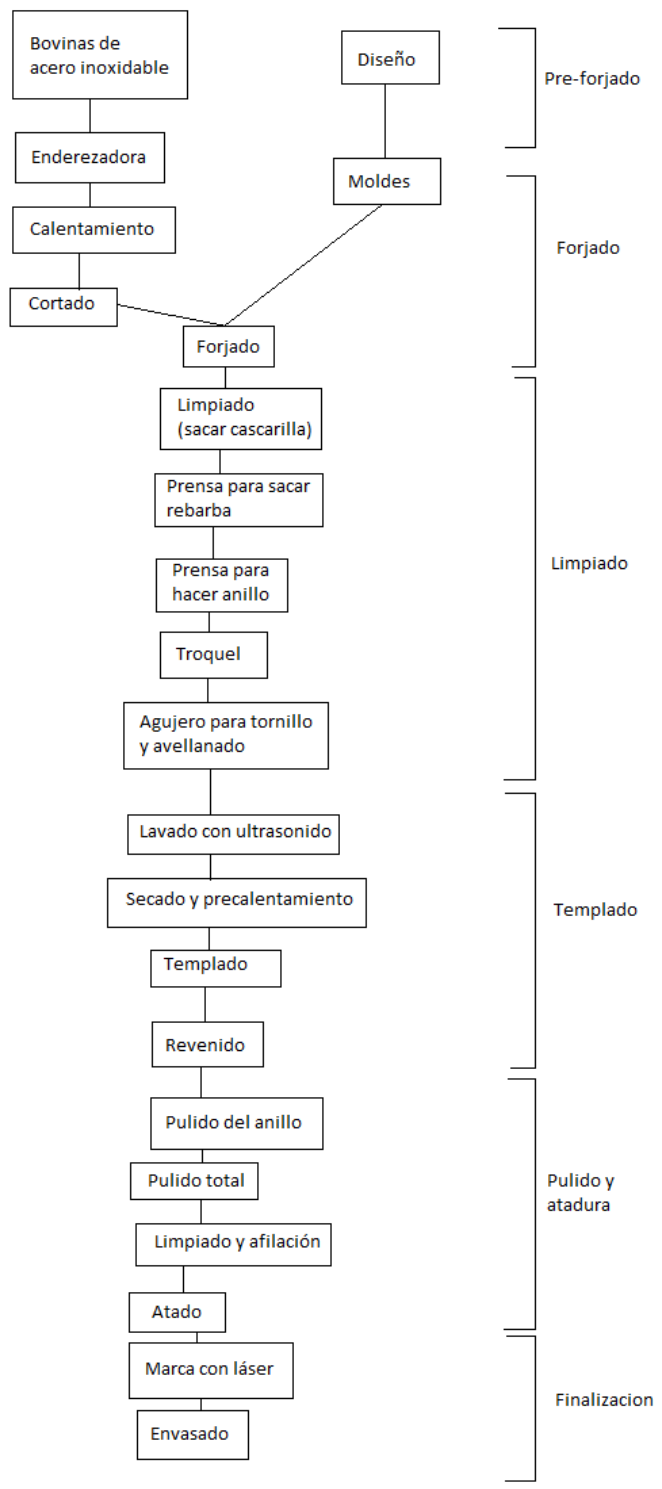 Bovinas de
acero inoxidable
Diseño
Pre-forjado
Enderezadora
Moldes
Calentamiento
Forjado
Cortado
Forjado
Limpiado
(sacar cascarilla)
Prensa para sacar
rebarba
Prensa para
hacer anillo
Limpiado
Troquel
Agujero para tornillo
y avellanado
Lavado con ultrasonido
Secado y precalentamiento
Templado
Templado
Revenido
Pulido del anillo
Pulido total
Pulido y
atadura
Limpiado y afilación
Atado
Marca con láser
Finalizacion
Envasado